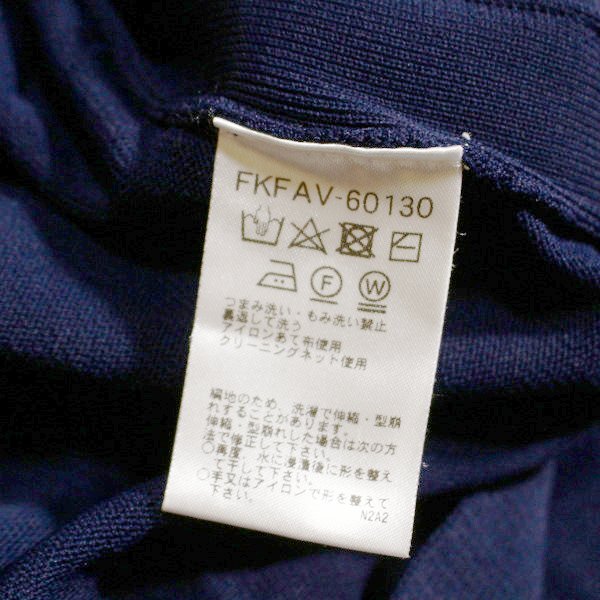 FKFAV-60130
F W
つまみ洗い・もみ洗い禁止
裏返して洗う
アイロンあて布使用
クリーニングネット使用
編地のため、洗濯で伸縮・型崩
れすることがあります。
伸縮・型崩れした場合は次の方
法で修正して下さい。
○再度、水に浸漬後に形を整え
て干して下さい。
○手又はアイロンで形を整えて
下さい。
N2A2